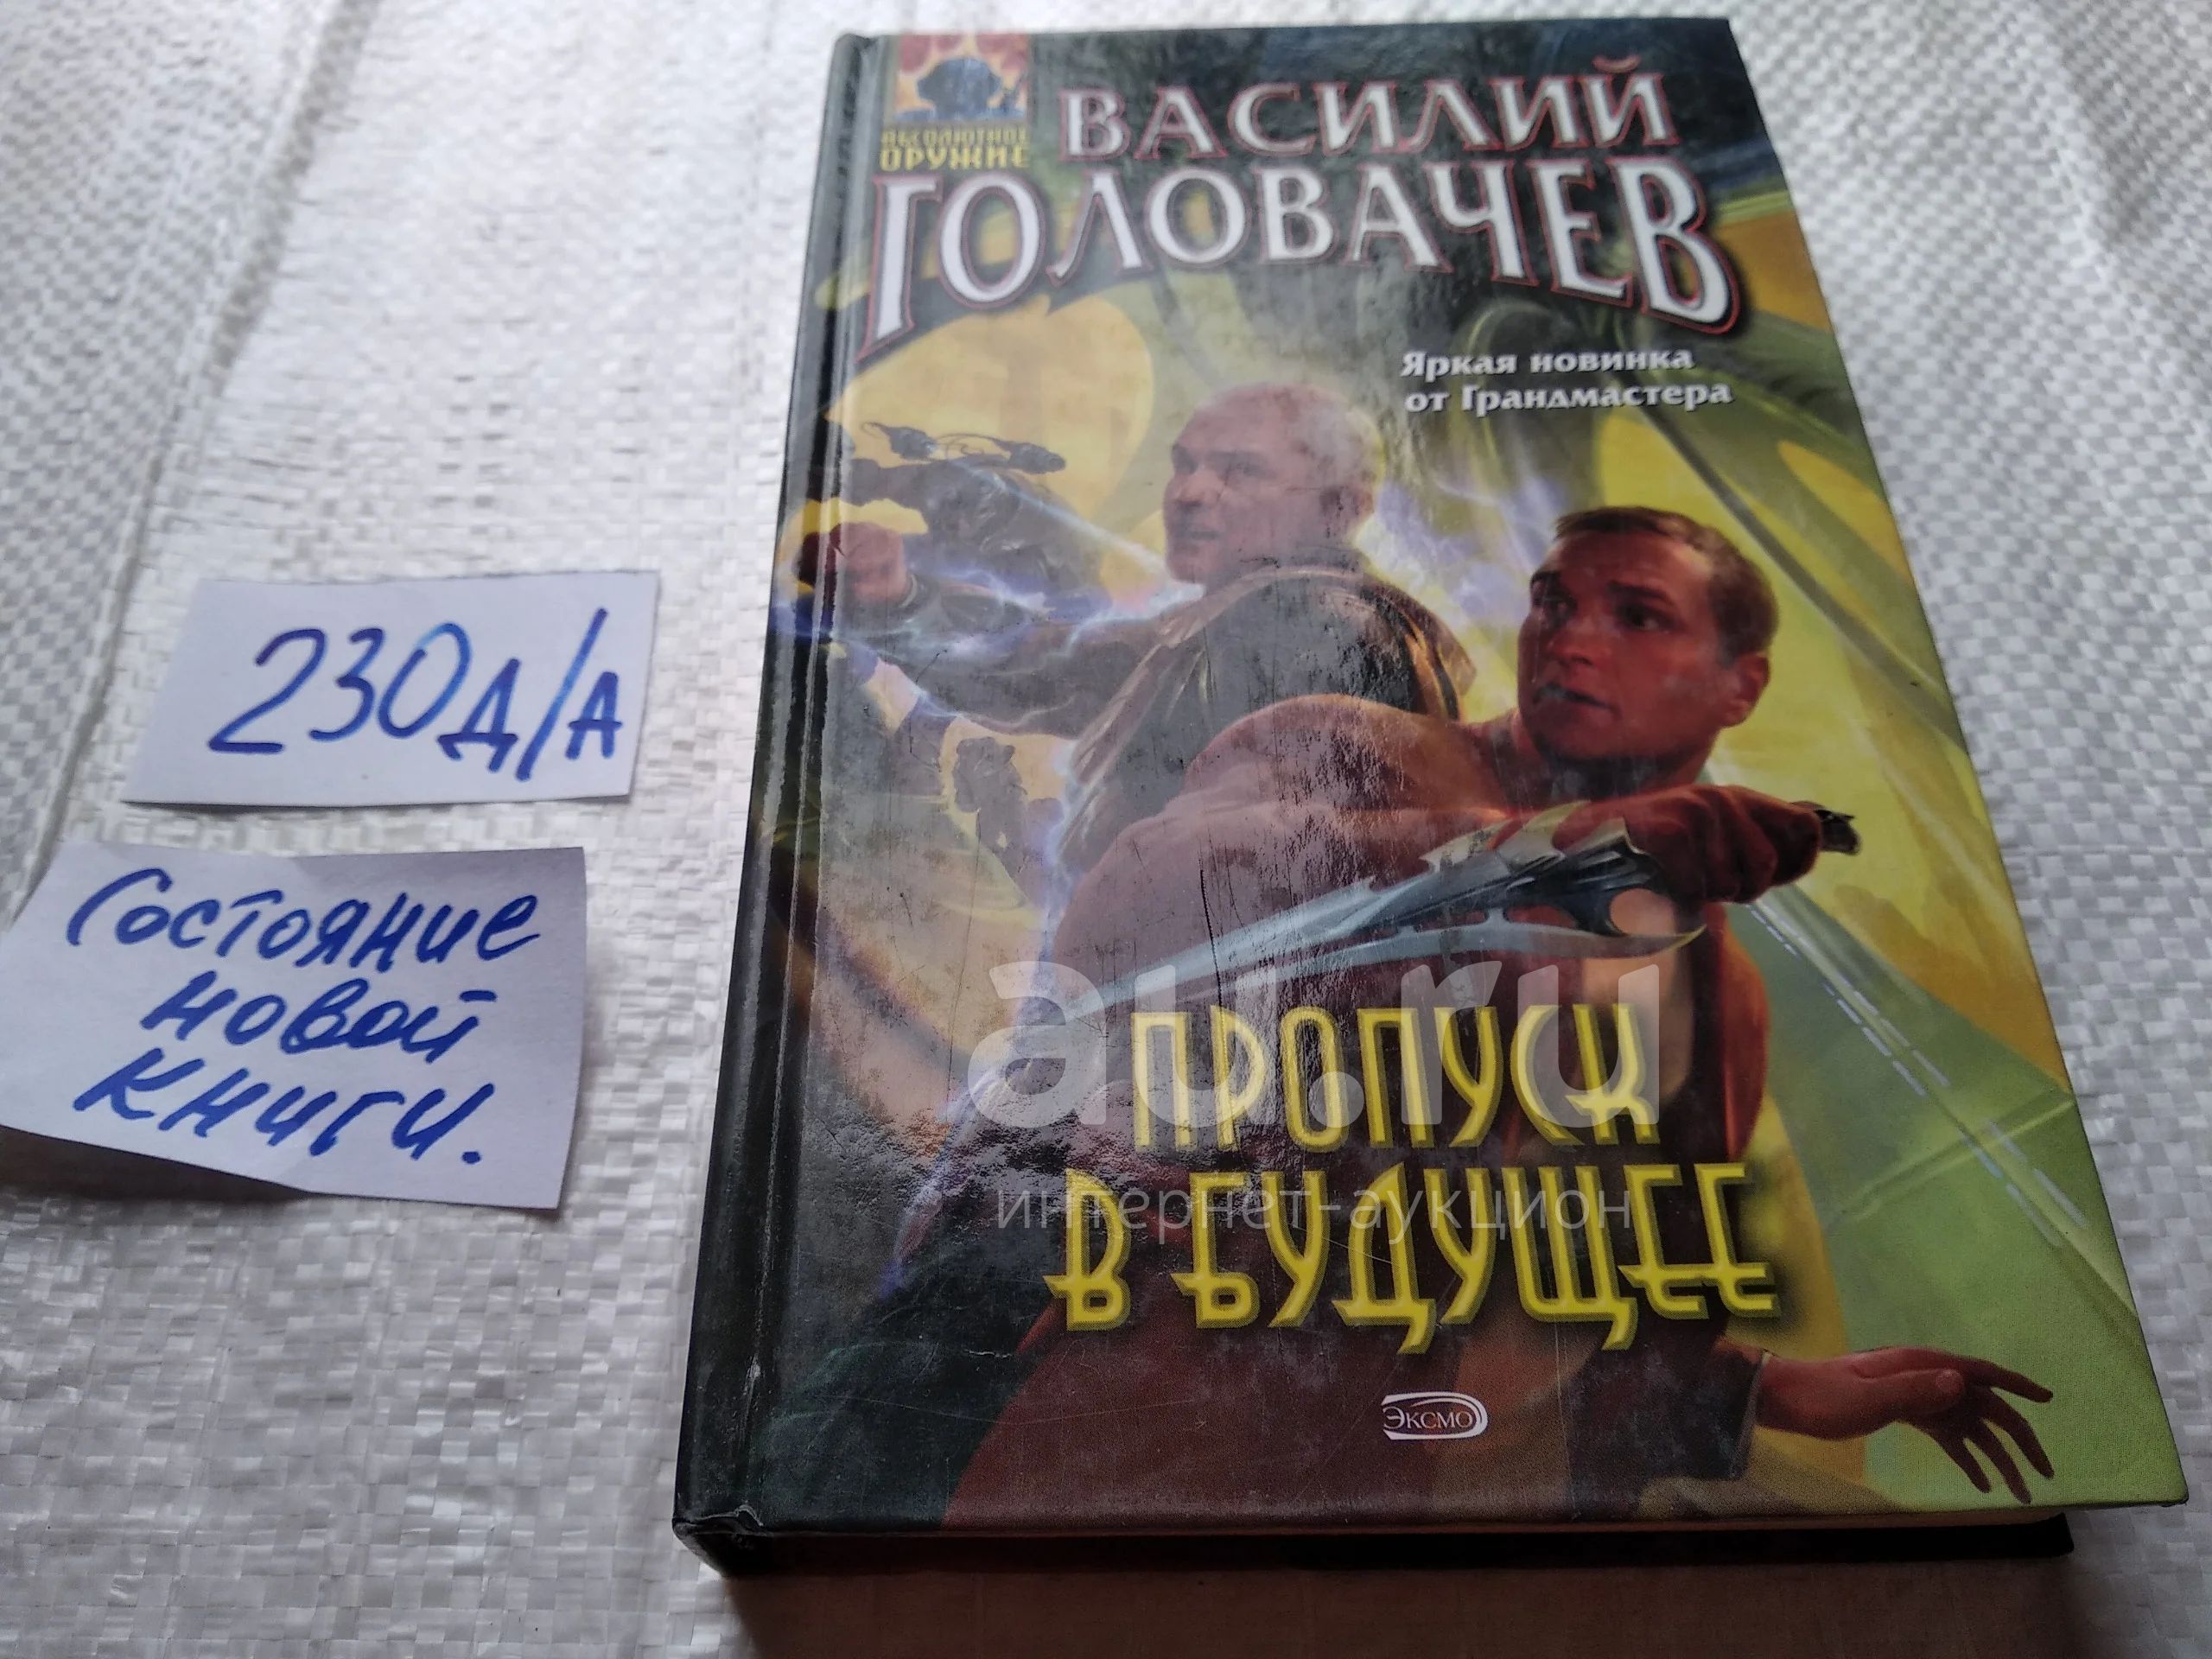 АБСОЛЮТНОЕ
ОРУЖИЕ
ВАСИЛИЙ
ГОЛОВАЧЕВ
Яркая новинка
от Грандмастера
230д/А
Состояние
новой
книги.
au.ru
ПРОПУСК
интернет-аукцион
В БУДУЩЕЕ
ЭКСМО